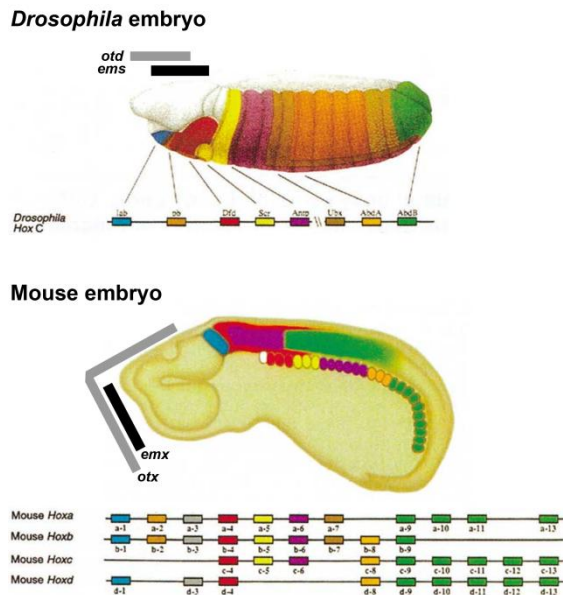 Drosophila embryo
otd
ems
lab pb Dfd Scr Antp Ubx AbdA AbdB
Drosophila
Hox C
Mouse embryo
emx
otx
Mouse Hoxa
a-1 a-2 a-3 a-4 a-5 a-6 a-7 a-9 a-10 a-11 a-13
Mouse Hoxb
b-1 b-2 b-3 b-4 b-5 b-6 b-7 b-8 b-9
Mouse Hoxc
c-4 c-5 c-6 c-8 c-9 c-10 c-11 c-12 c-13
Mouse Hoxd
d-1 d-3 d-4 d-8 d-9 d-10 d-11 d-12 d-13